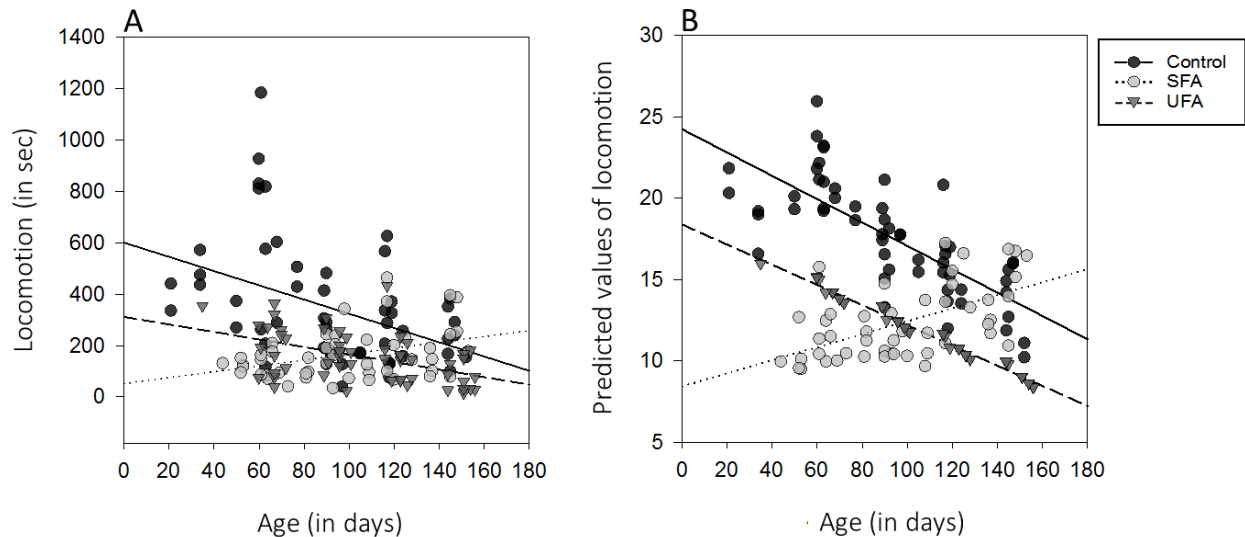 A
B
1400
1200
1000
800
600
400
200
0
Locomotion (in sec)
0 20 40 60 80 100 120 140 160 180
Age (in days)
30
25
20
15
10
5
Predicted values of locomotion
0 20 40 60 80 100 120 140 160 180
Age (in days)
Control
SFA
UFA